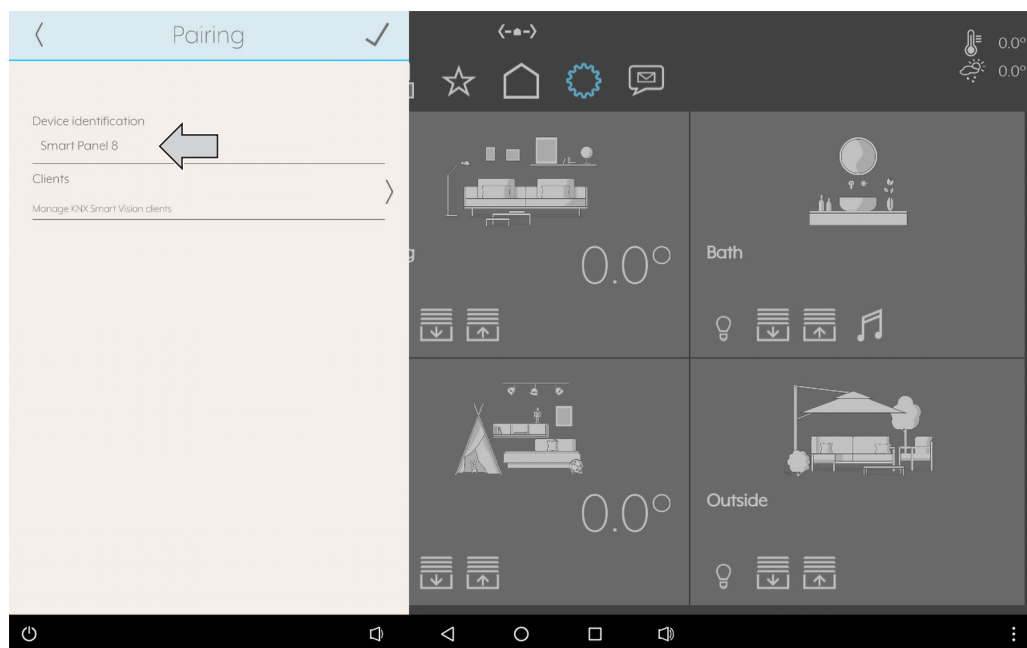 Pairing
0.0°
0.0°
Device identification
Smart Panel 8
Clients
Manage KNX Smart Vision clients
g
0.0°
Bath
0.0°
Outside